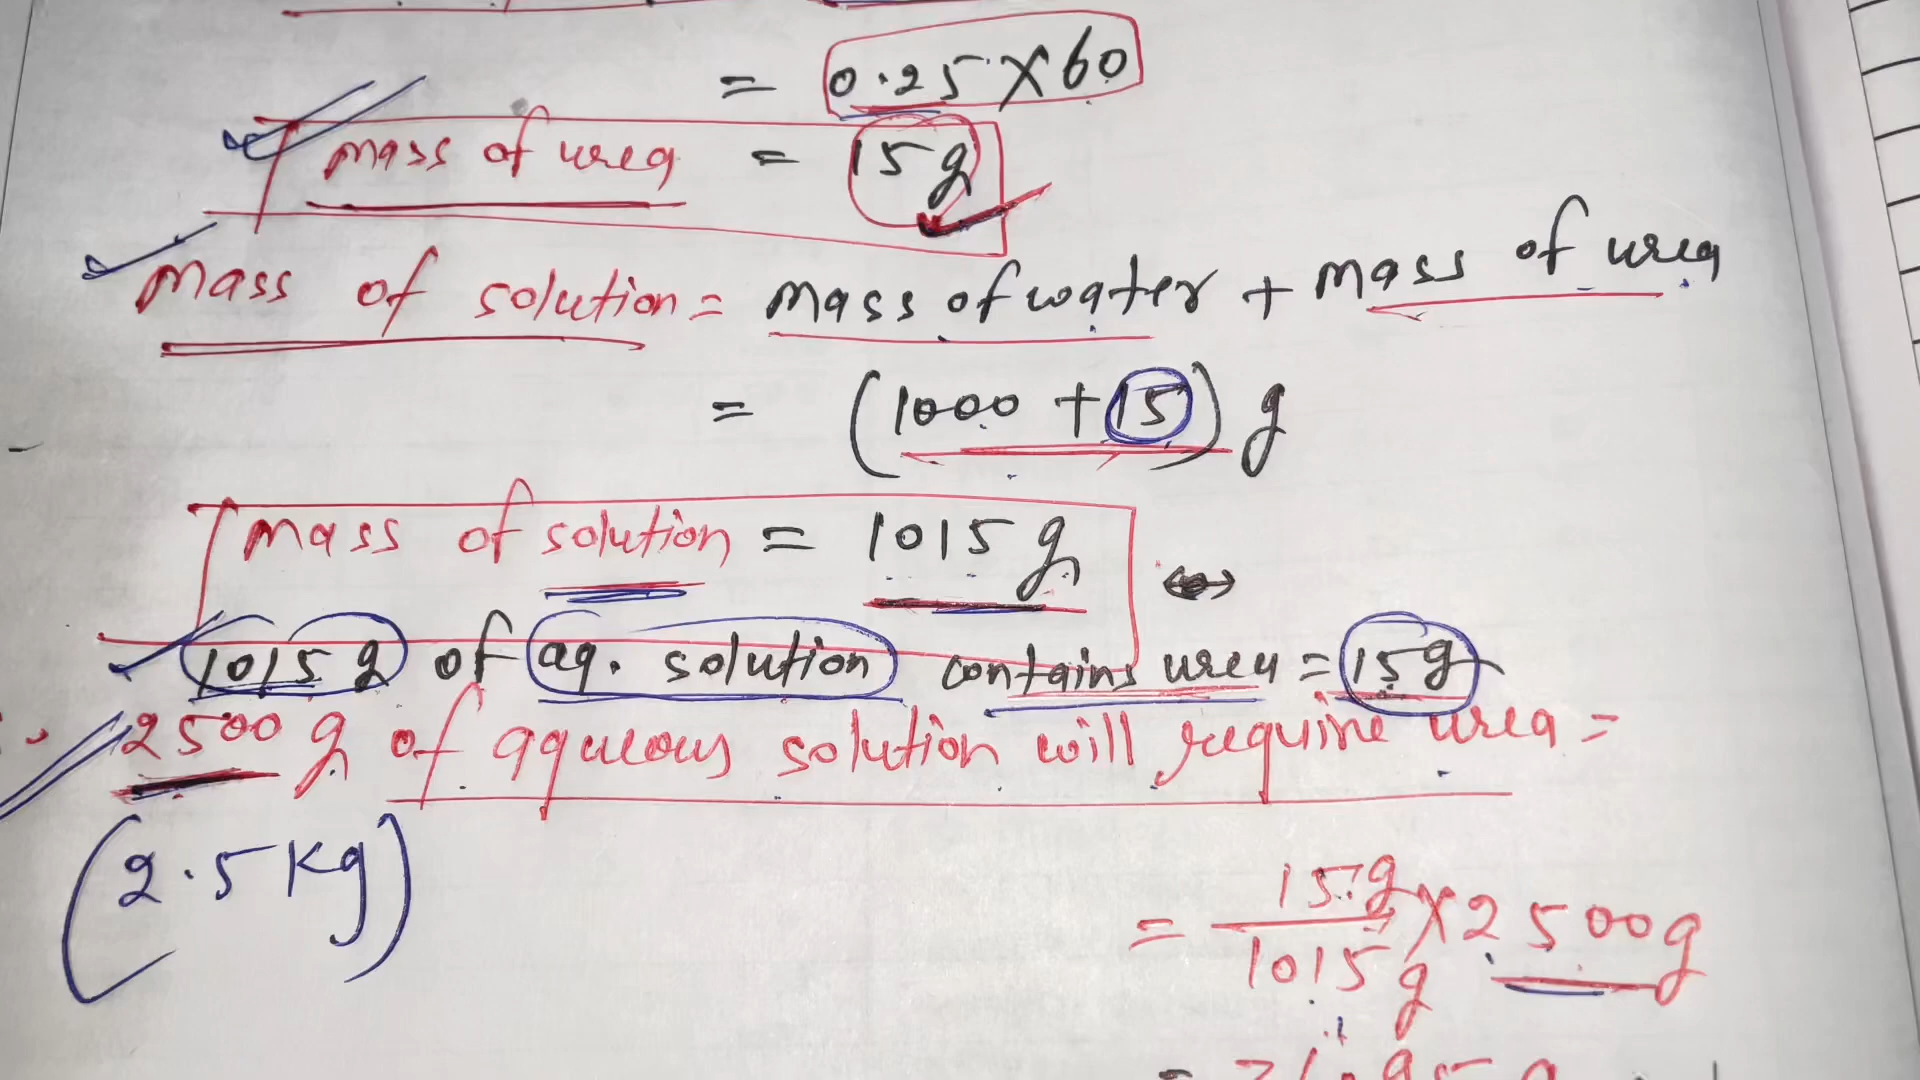 = 0.25 X 60
mass of urea = 15 g
mass of solution = mass of water + mass of urea
= (1000 + 15) g
mass of solution = 1015 g
1015 g of aq. solution contains urea = 15 g
2500 g of aqueous solution will require urea =
(2.5 Kg)
= 15 g / 1015 g X 2500 g